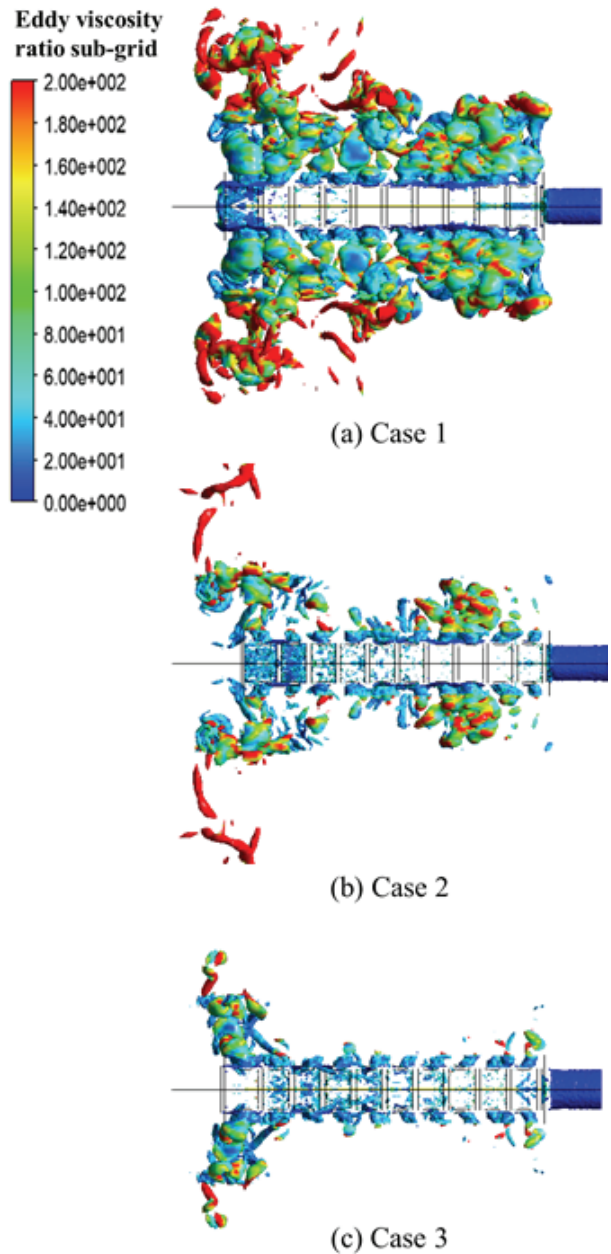 Eddy viscosity
ratio sub-grid
2.00e+002
1.80e+002
1.60e+002
1.40e+002
1.20e+002
1.00e+002
8.00e+001
6.00e+001
4.00e+001
2.00e+001
0.00e+000
(a) Case 1
(b) Case 2
(c) Case 3